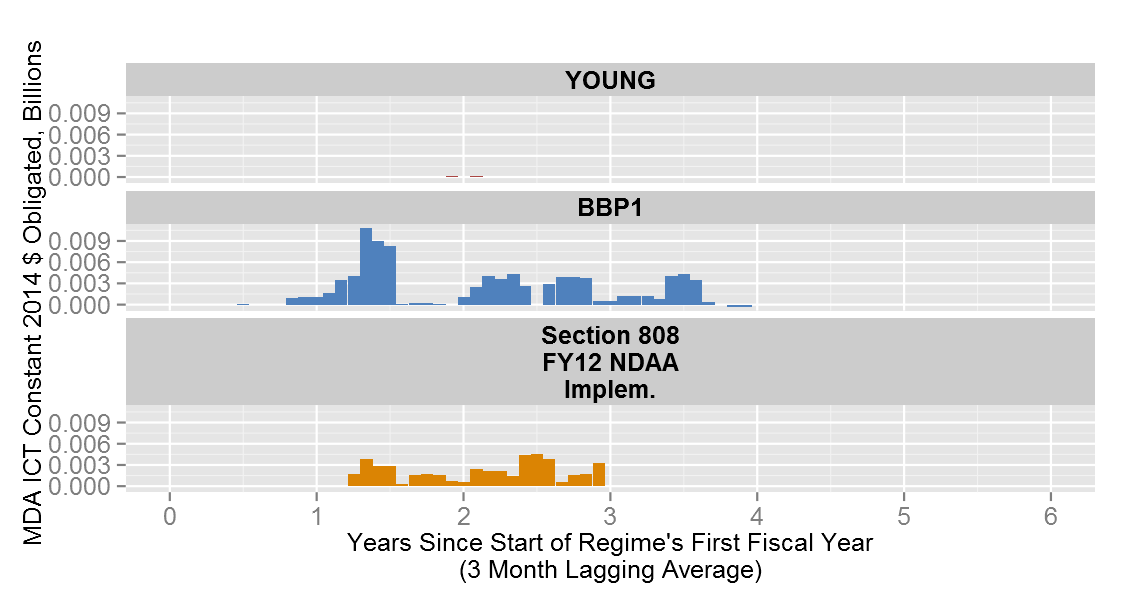 MDA ICT Constant 2014 $ Obligated, Billions
YOUNG
0.009
0.006
0.003
0.000
BBP1
0.009
0.006
0.003
0.000
Section 808
FY12 NDAA
Implem.
0.009
0.006
0.003
0.000
0 1 2 3 4 5 6
Years Since Start of Regime's First Fiscal Year
(3 Month Lagging Average)